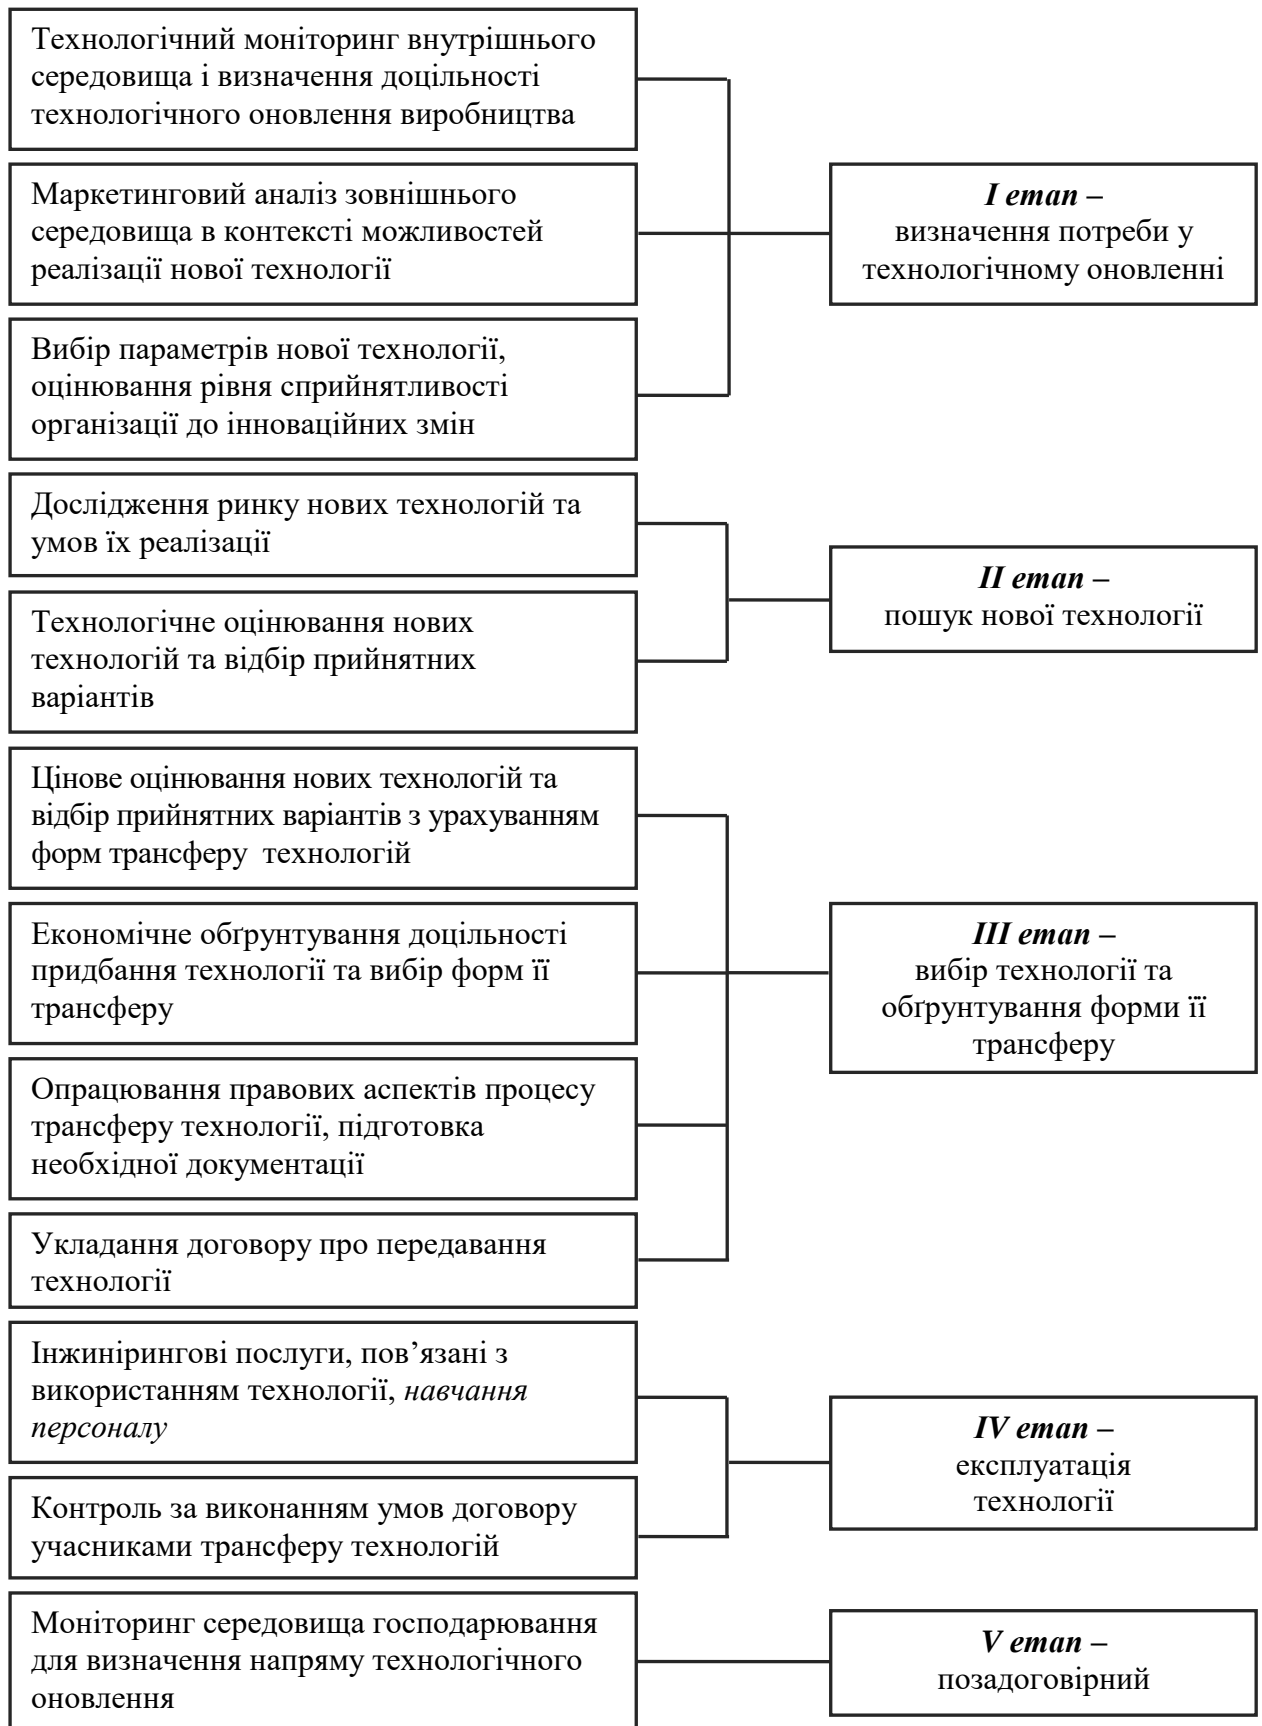 Технологічний моніторинг внутрішнього
середовища і визначення доцільності
технологічного оновлення виробництва
Маркетинговий аналіз зовнішнього
середовища в контексті можливостей
реалізації нової технології
Вибір параметрів нової технології,
оцінювання рівня сприйнятливості
організації до інноваційних змін
I етап –
визначення потреби у
технологічному оновленні
Дослідження ринку нових технологій та
умов їх реалізації
Технологічне оцінювання нових
технологій та відбір прийнятних
варіантів
II етап –
пошук нової технології
Цінове оцінювання нових технологій та
відбір прийнятних варіантів з урахуванням
форм трансферу технологій
Економічне обґрунтування доцільності
придбання технології та вибір форм її
трансферу
Опрацювання правових аспектів процесу
трансферу технології, підготовка
необхідної документації
Укладання договору про передавання
технології
III етап –
вибір технології та
обґрунтування форми її
трансферу
Інжинірингові послуги, пов’язані з
використанням технології, навчання
персоналу
Контроль за виконанням умов договору
учасниками трансферу технологій
IV етап –
експлуатація
технології
Моніторинг середовища господарювання
для визначення напряму технологічного
оновлення
V етап –
позадоговірний